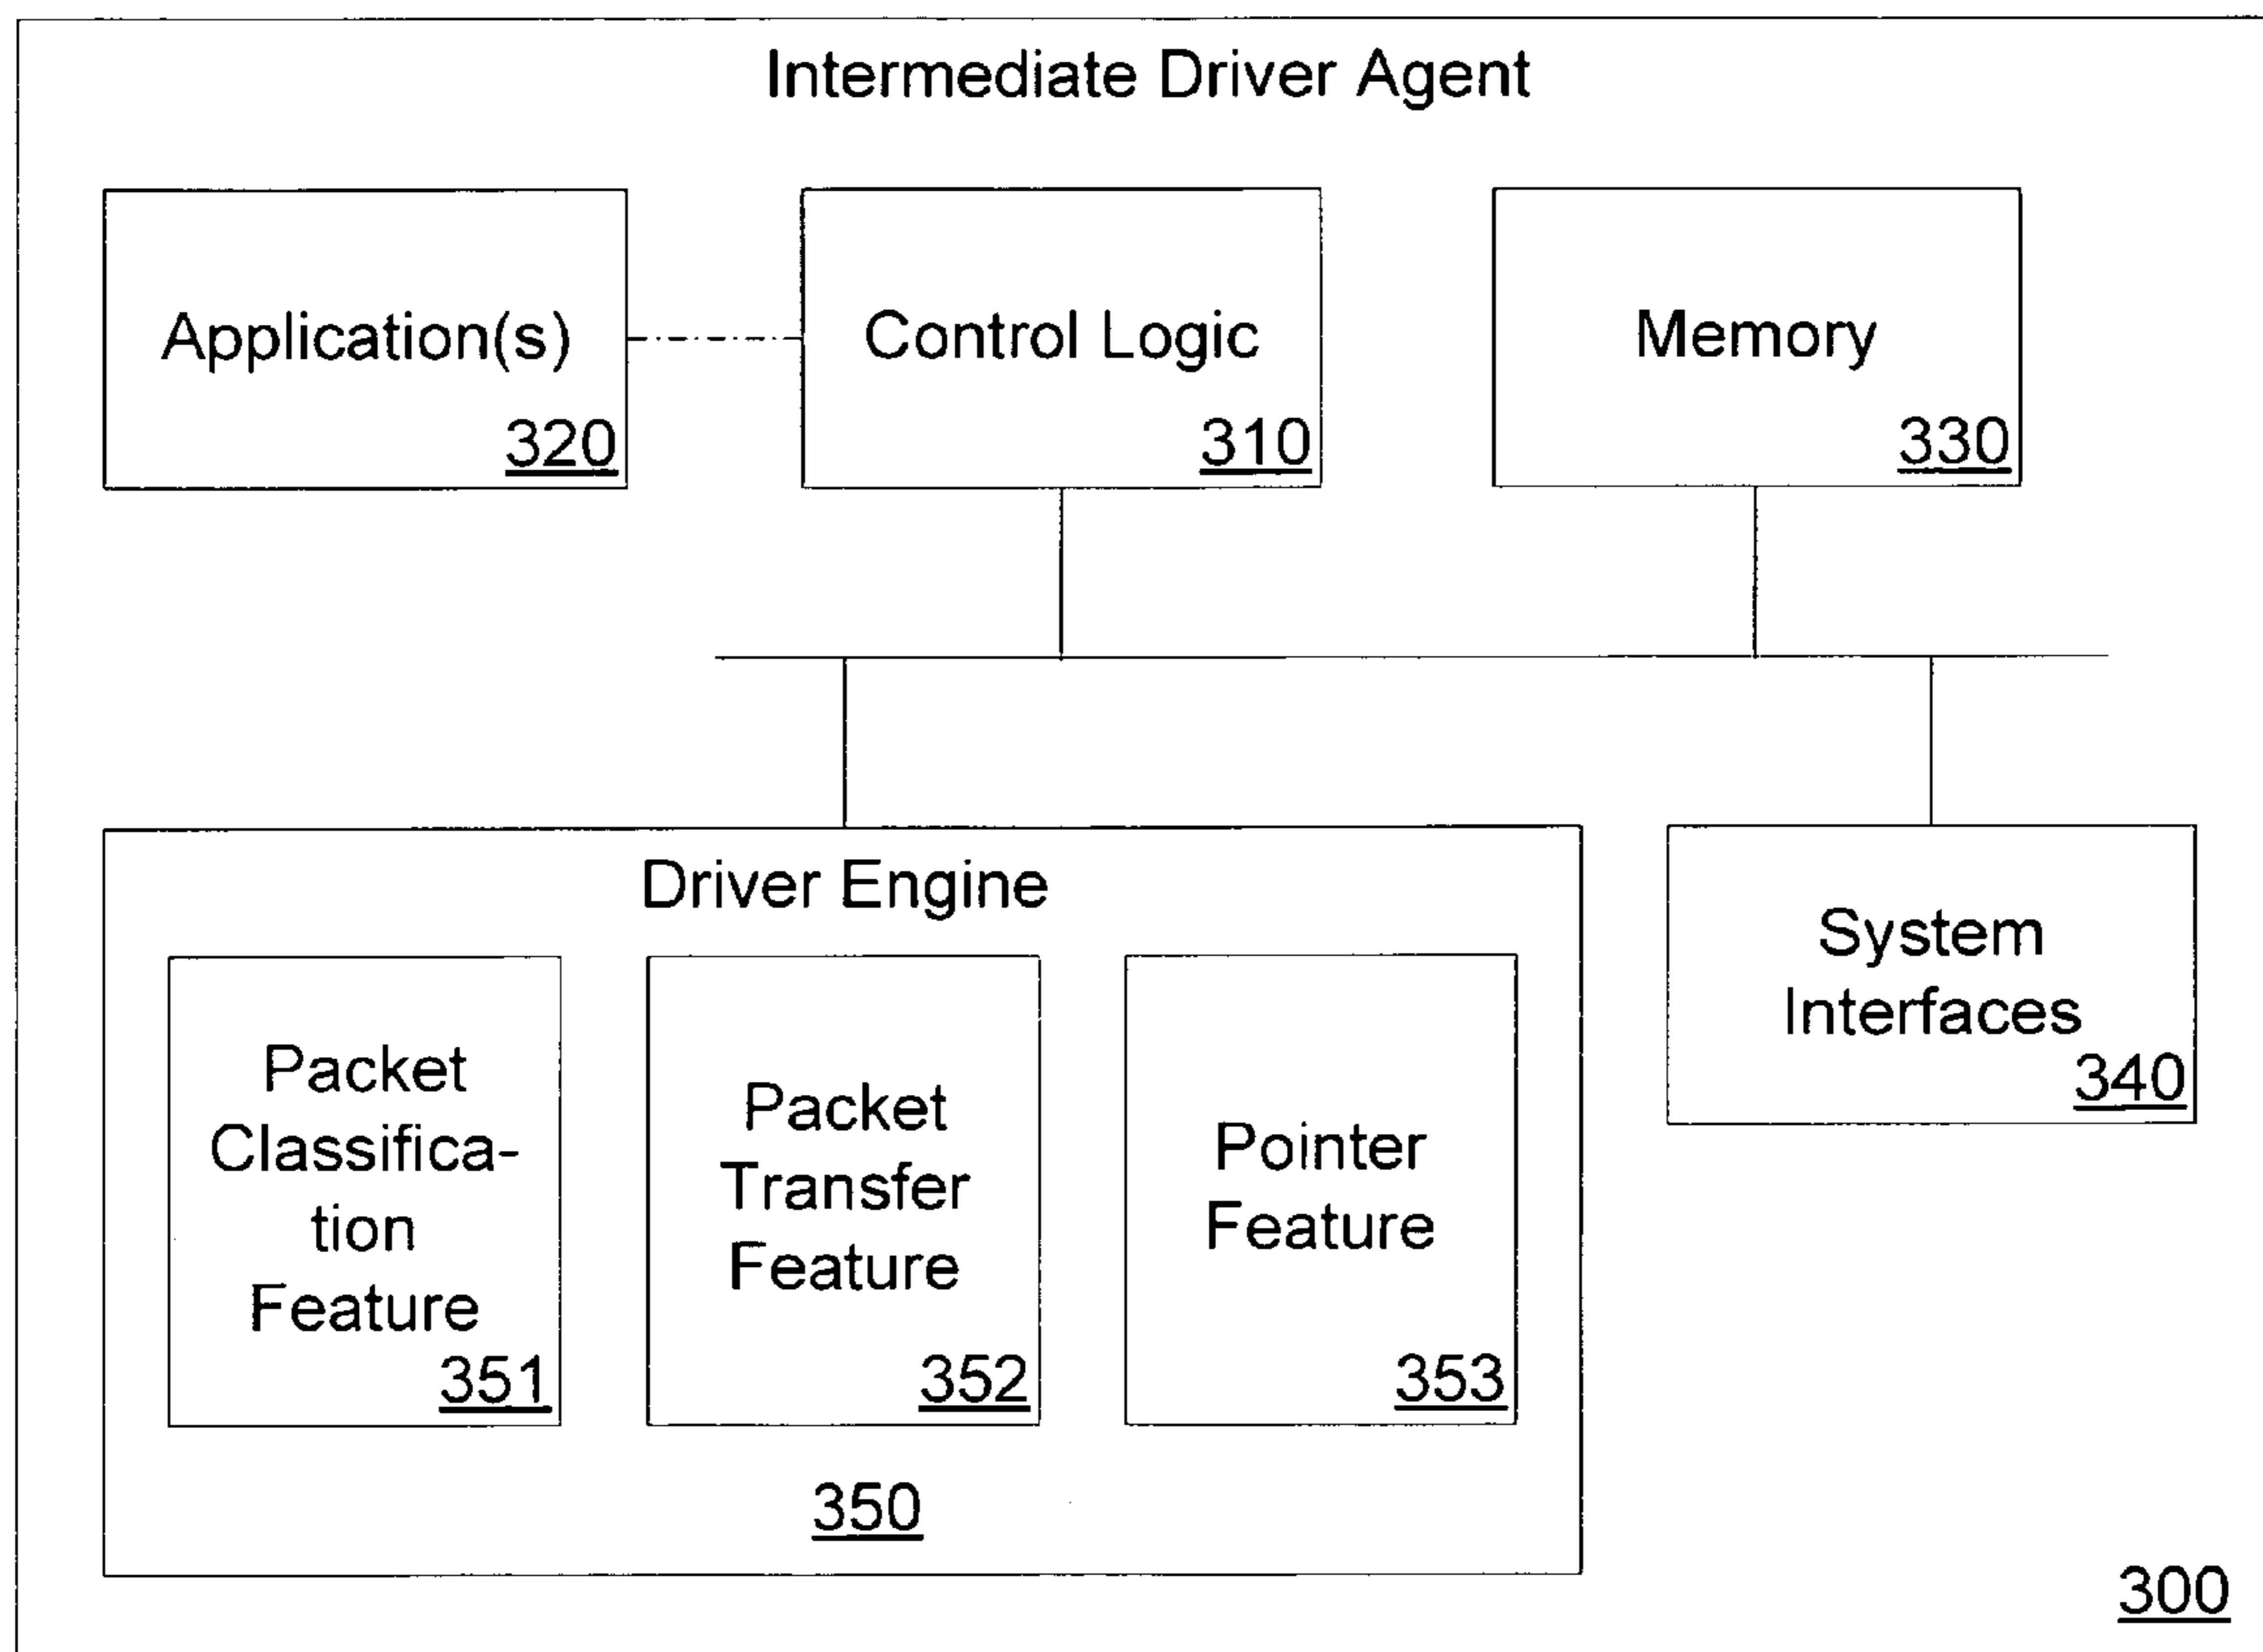 Intermediate Driver Agent
Application(s)
320
Control Logic
310
Memory
330
Driver Engine
Packet
Classifica-
tion
Feature
351
Packet
Transfer
Feature
352
Pointer
Feature
353
350
System
Interfaces
340
300